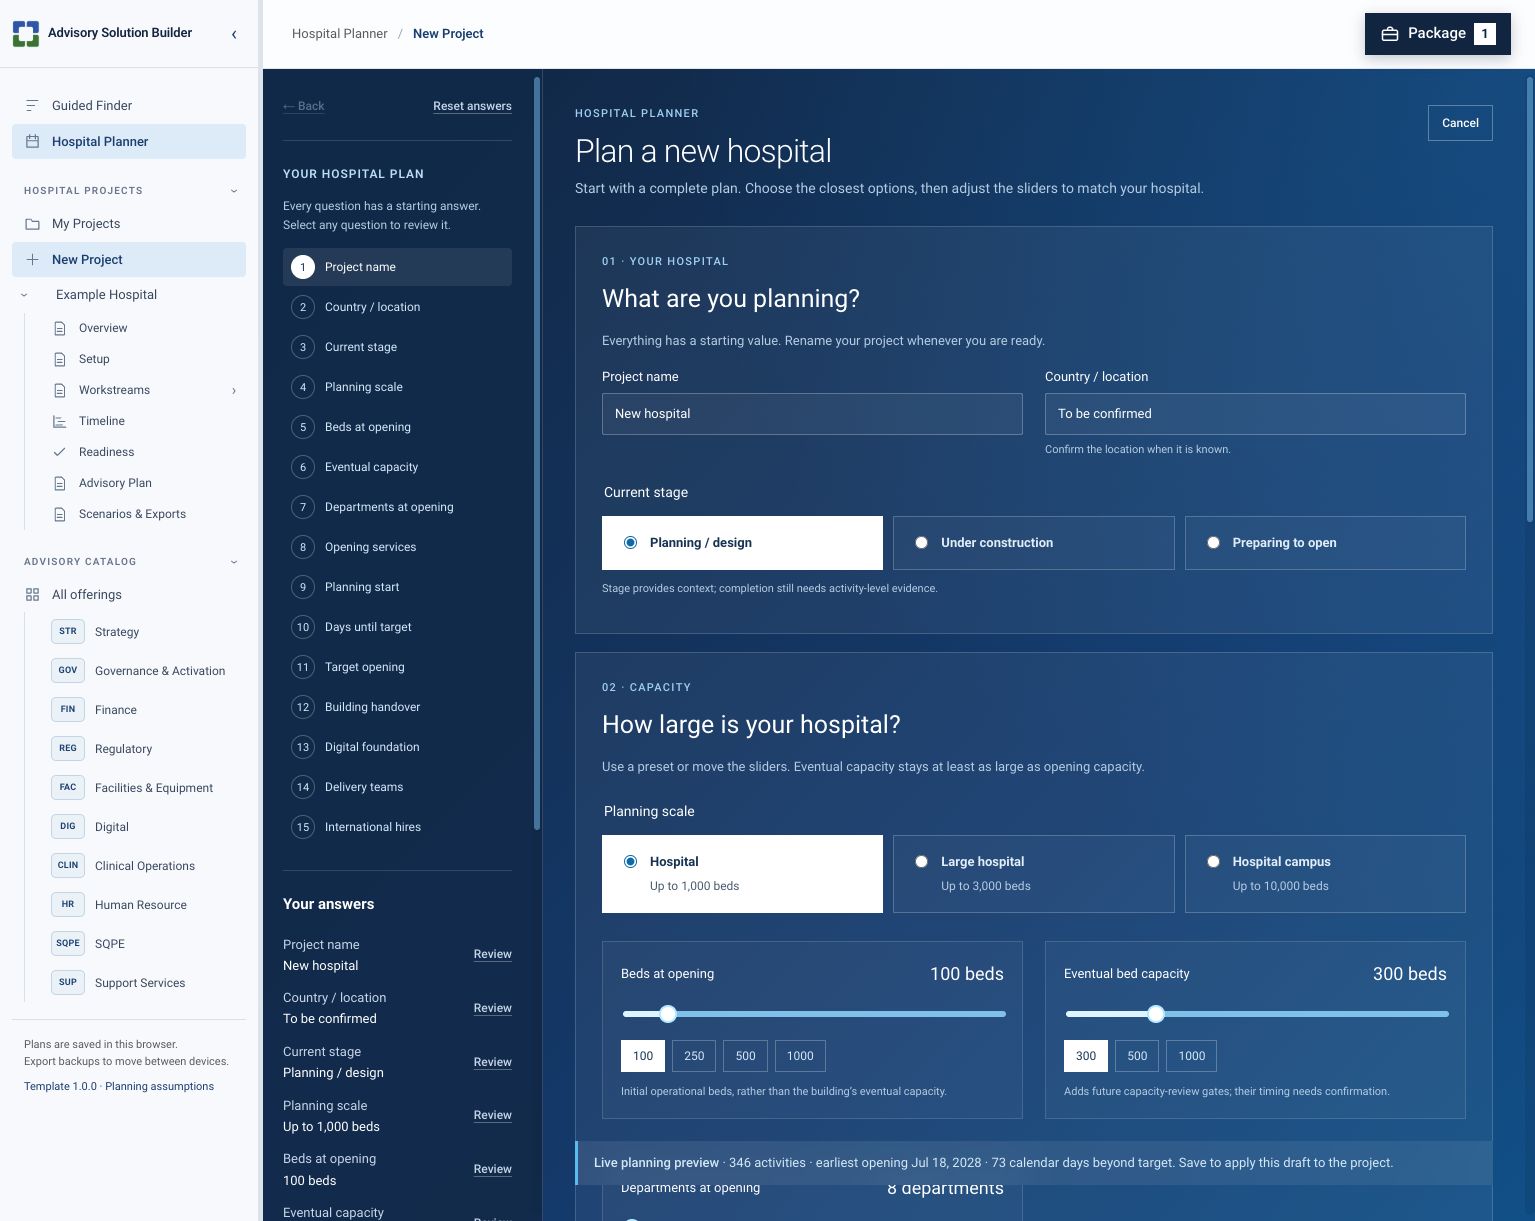 Advisory Solution Builder
Hospital Planner / New Project
Package 1
Guided Finder
Hospital Planner
HOSPITAL PROJECTS
My Projects
New Project
Example Hospital
Overview
Setup
Workstreams
Timeline
Readiness
Advisory Plan
Scenarios & Exports
ADVISORY CATALOG
All offerings
STR Strategy
GOV Governance & Activation
FIN Finance
REG Regulatory
FAC Facilities & Equipment
DIG Digital
CLIN Clinical Operations
HR Human Resource
SQPE SQPE
SUP Support Services
Plans are saved in this browser.
Export backups to move between devices.
Template 1.0.0 · Planning assumptions
← Back
Reset answers
YOUR HOSPITAL PLAN
Every question has a starting answer.
Select any question to review it.
1 Project name
2 Country / location
3 Current stage
4 Planning scale
5 Beds at opening
6 Eventual capacity
7 Departments at opening
8 Opening services
9 Planning start
10 Days until target
11 Target opening
12 Building handover
13 Digital foundation
14 Delivery teams
15 International hires
Your answers
Project name
New hospital
Review
Country / location
To be confirmed
Review
Current stage
Planning / design
Review
Planning scale
Up to 1,000 beds
Review
Beds at opening
100 beds
Review
Eventual capacity
HOSPITAL PLANNER
Cancel
Plan a new hospital
Start with a complete plan. Choose the closest options, then adjust the sliders to match your hospital.
01 · YOUR HOSPITAL
What are you planning?
Everything has a starting value. Rename your project whenever you are ready.
Project name
New hospital
Country / location
To be confirmed
Confirm the location when it is known.
Current stage
Planning / design
Under construction
Preparing to open
Stage provides context; completion still needs activity-level evidence.
02 · CAPACITY
How large is your hospital?
Use a preset or move the sliders. Eventual capacity stays at least as large as opening capacity.
Planning scale
Hospital
Up to 1,000 beds
Large hospital
Up to 3,000 beds
Hospital campus
Up to 10,000 beds
Beds at opening 100 beds
100 250 500 1000
Initial operational beds, rather than the building's eventual capacity.
Eventual bed capacity 300 beds
300 500 1000
Adds future capacity-review gates; their timing needs confirmation.
Live planning preview · 346 activities · earliest opening Jul 18, 2028 · 73 calendar days beyond target. Save to apply this draft to the project.
Departments at opening 8 departments